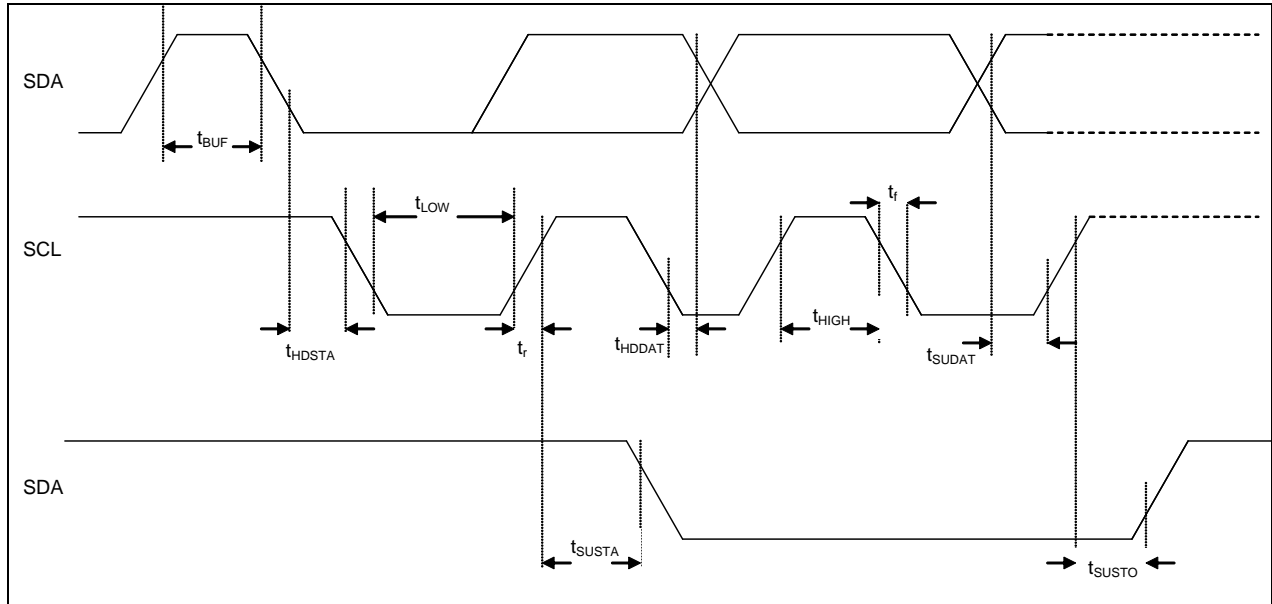 SDA
tBUF
tLOW
tf
SCL
tHDSTA
tr
tHDDAT
tHIGH
tSUDAT
SDA
tSUSTA
tSUSTO